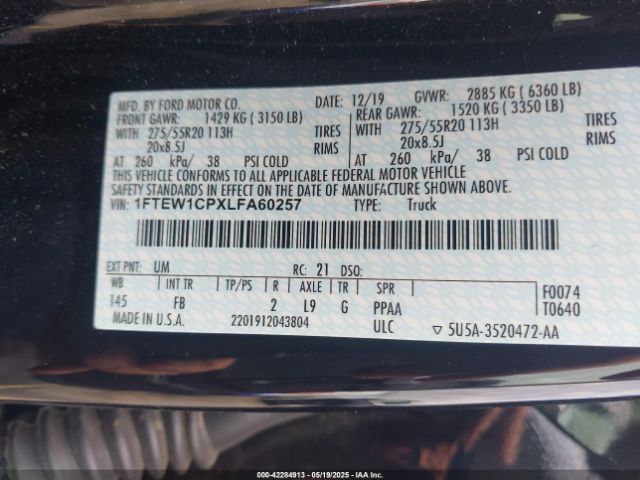 MFD. BY FORD MOTOR CO. DATE: 12/19 GVWR: 2885 KG ( 6360 LB)
FRONT GAWR: 1429 KG ( 3150 LB) REAR GAWR: 1520 KG ( 3350 LB)
WITH 275/55R20 113H TIRES WITH 275/55R20 113H TIRES
20x8.5J RIMS 20x8.5J RIMS
AT 260 kPa/ 38 PSI COLD AT 260 kPa/ 38 PSI COLD
THIS VEHICLE CONFORMS TO ALL APPLICABLE FEDERAL MOTOR VEHICLE
SAFETY STANDARDS IN EFFECT ON THE DATE OF MANUFACTURE SHOWN ABOVE.
VIN: 1FTEW1CPXLFA60257 TYPE: Truck
EXT PNT: UM RC: 21 DSO:
WB INT TR TP/PS R AXLE TR SPR F0074
145 FB 2 L9 G PPAA T0640
MADE IN U.S.A. 2201912043804 ULC ▽ 5U5A-3520472-AA
000-42284913 - 05/19/2025 - IAA Inc.